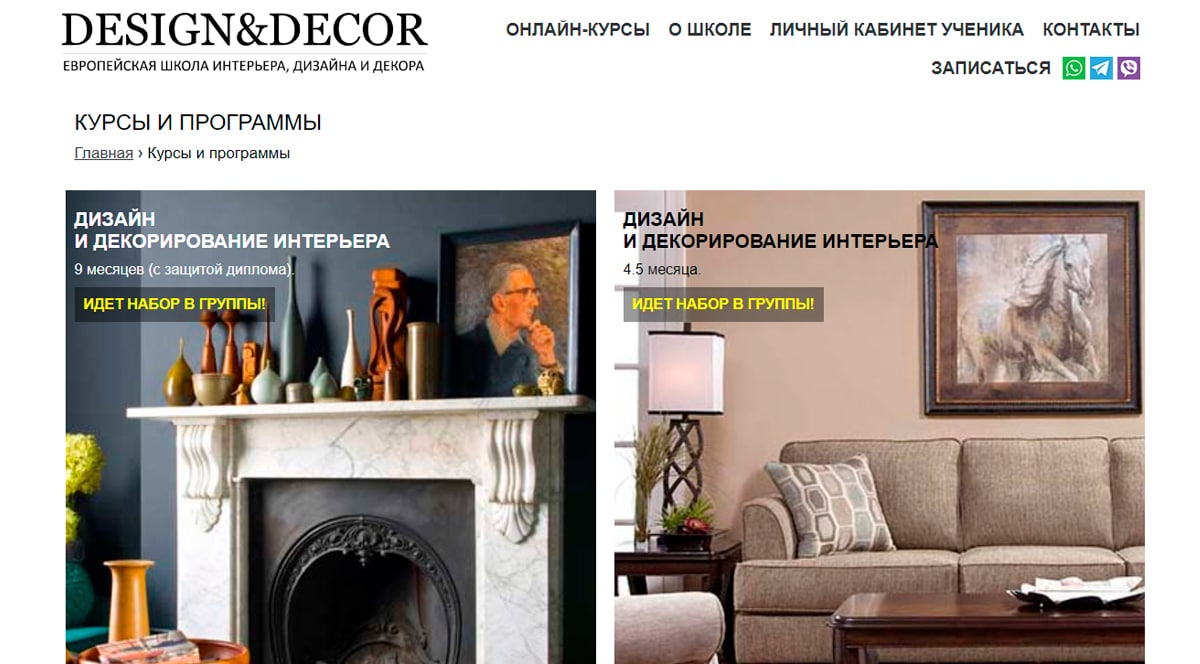 DESIGN&DECOR
ЕВРОПЕЙСКАЯ ШКОЛА ИНТЕРЬЕРА, ДИЗАЙНА И ДЕКОРА
ОНЛАЙН-КУРСЫ О ШКОЛЕ ЛИЧНЫЙ КАБИНЕТ УЧЕНИКА КОНТАКТЫ
ЗАПИСАТЬСЯ
КУРСЫ И ПРОГРАММЫ
Главная › Курсы и программы
ДИЗАЙН
И ДЕКОРИРОВАНИЕ ИНТЕРЬЕРА
9 месяцев (с защитой диплома).
ИДЕТ НАБОР В ГРУППЫ!
ДИЗАЙН
И ДЕКОРИРОВАНИЕ ИНТЕРЬЕРА
4.5 месяца.
ИДЕТ НАБОР В ГРУППЫ!